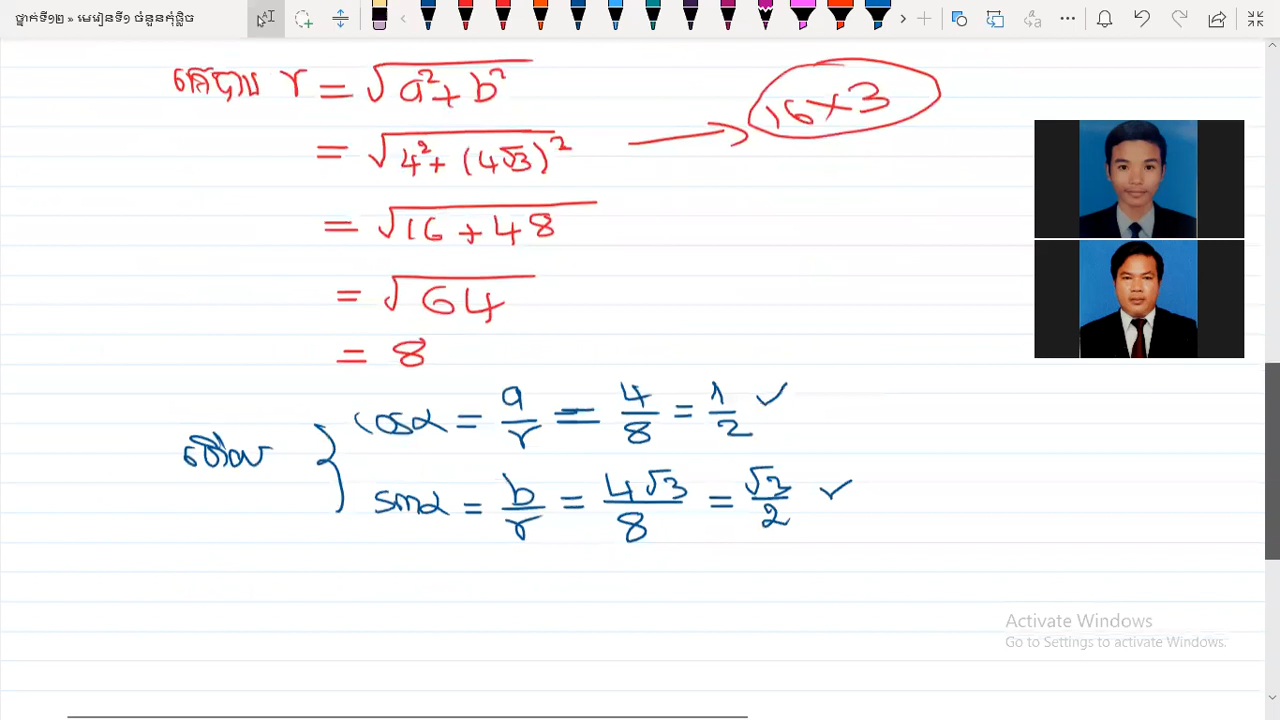 ថ្នាក់ទី១២ » មេរៀនទី១ ចំនួនកុំផ្លិច
គេបាន r = √(a² + b²)
= √(4² + (4√3)²) → 16 × 3
= √(16 + 48)
= √64
= 8
cosα = a/r = 4/8 = 1/2 ✓
sinα = b/r = 4√3/8 = √3/2 ✓
Activate Windows
Go to Settings to activate Windows.